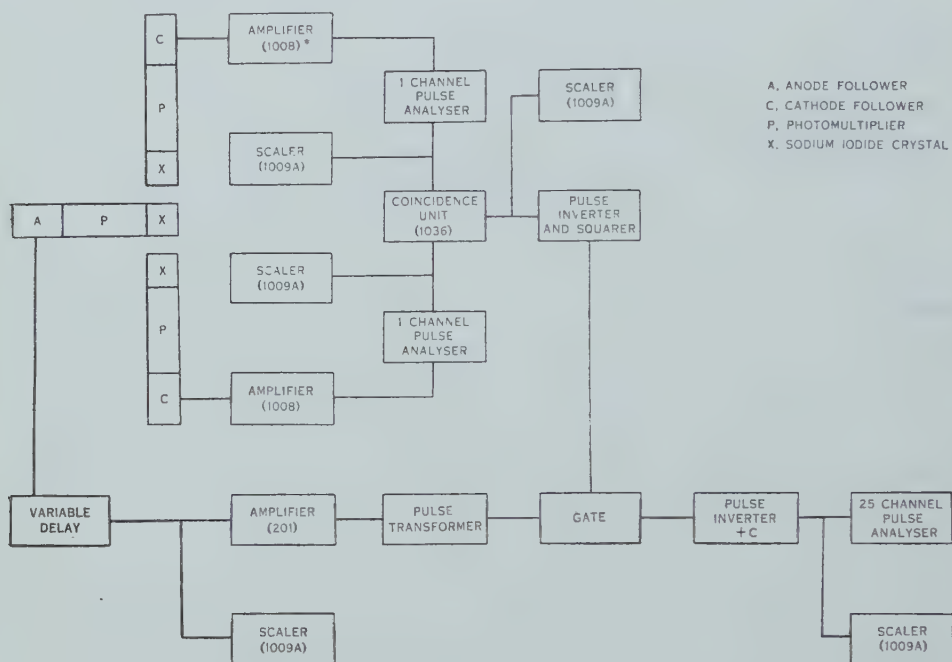 C
AMPLIFIER
(1008)*
P
X
1 CHANNEL
PULSE
ANALYSER
SCALER
(1009A)
SCALER
(1009A)
A, ANODE FOLLOWER
C, CATHODE FOLLOWER
P, PHOTOMULTIPLIER
X, SODIUM IODIDE CRYSTAL
A
P
X
COINCIDENCE
UNIT
(1036)
PULSE
INVERTER
AND SQUARER
X
P
C
SCALER
(1009A)
1 CHANNEL
PULSE
ANALYSER
AMPLIFIER
(1008)
VARIABLE
DELAY
AMPLIFIER
(201)
PULSE
TRANSFORMER
GATE
PULSE
INVERTER
+C
25 CHANNEL
PULSE
ANALYSER
SCALER
(1009A)
SCALER
(1009A)